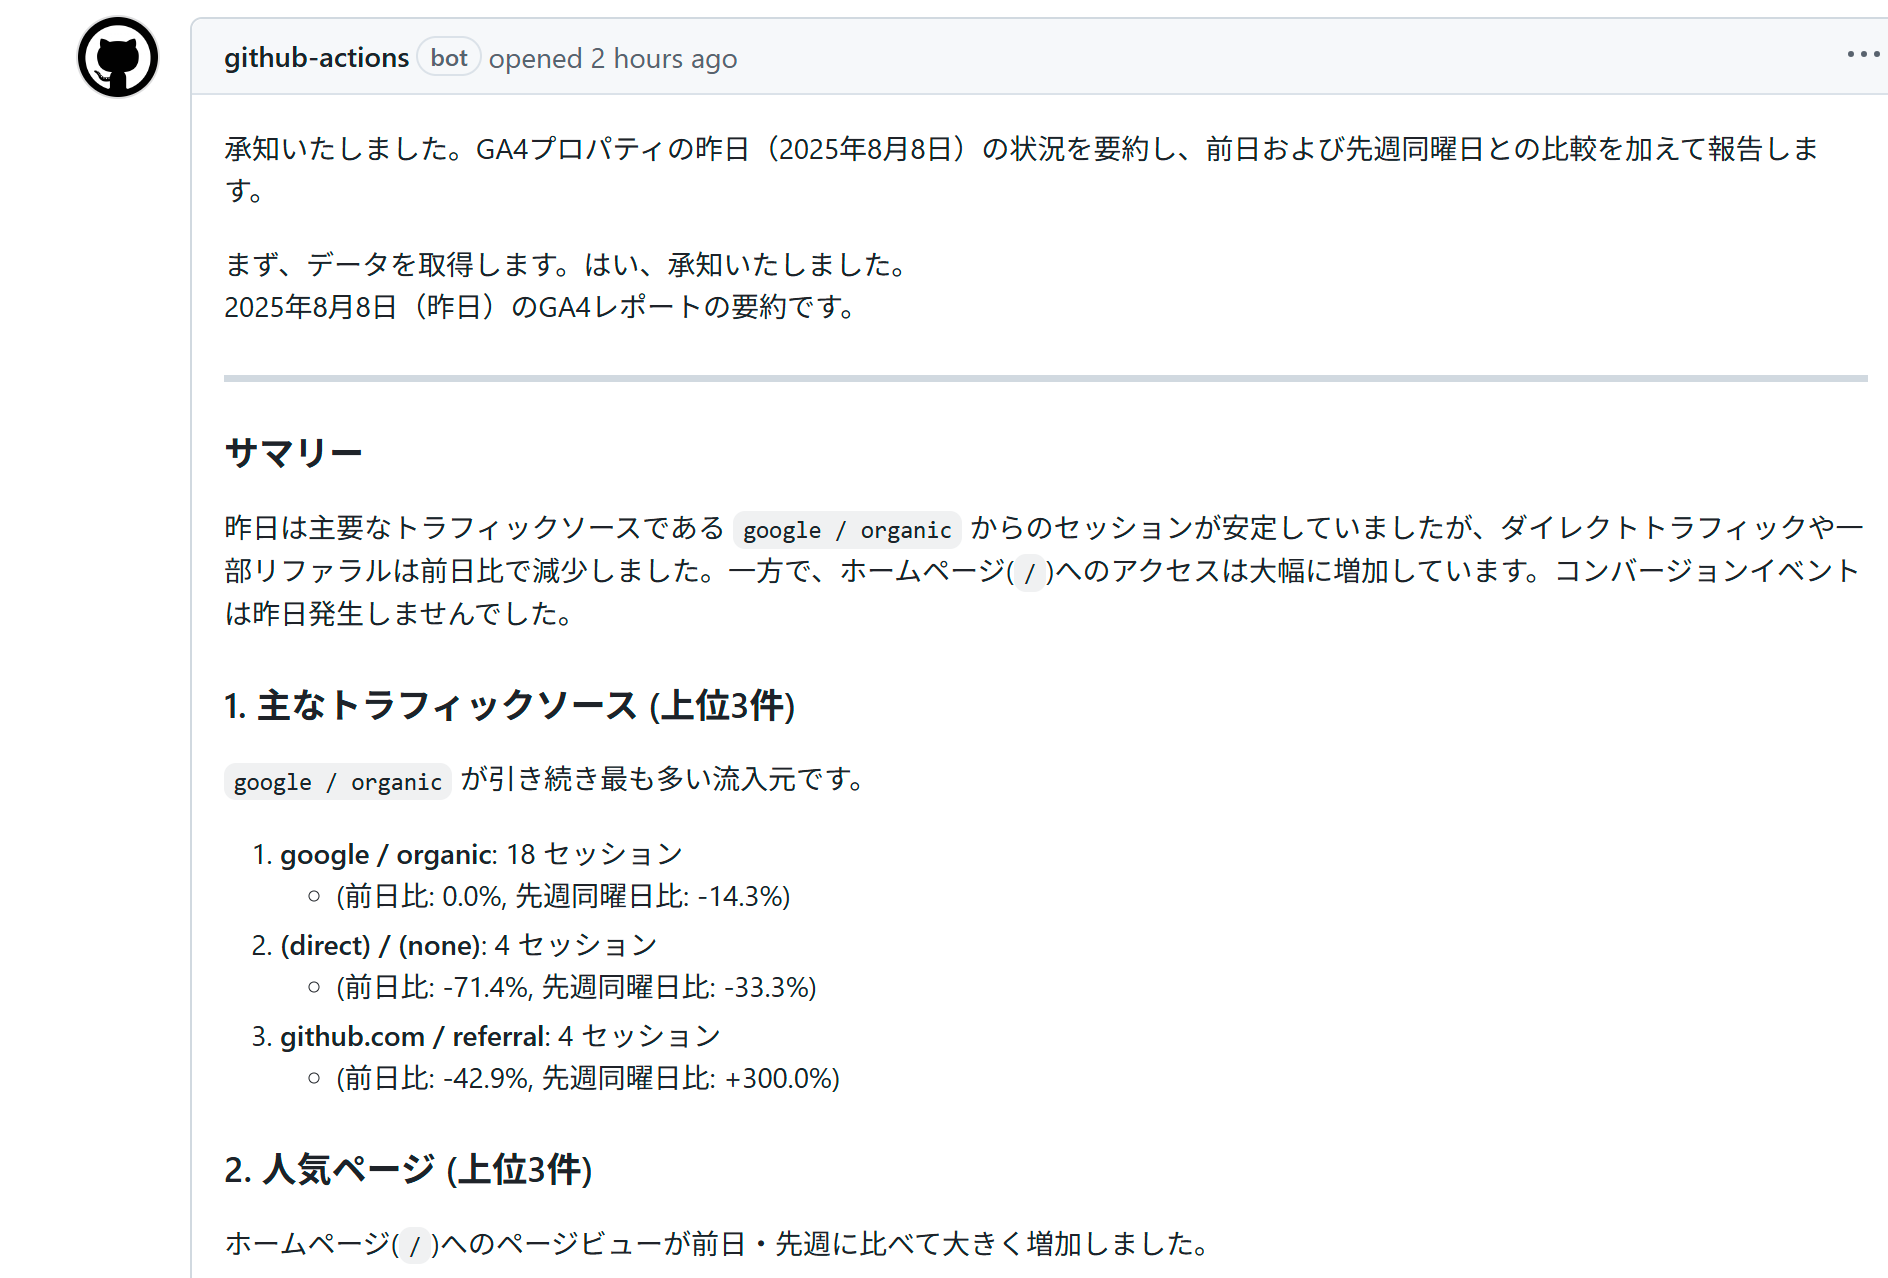 github-actions bot opened 2 hours ago
承知いたしました。GA4プロパティの昨日（2025年8月8日）の状況を要約し、前日および先週同曜日との比較を加えて報告しま
す。
まず、データを取得します。はい、承知いたしました。
2025年8月8日（昨日）のGA4レポートの要約です。
サマリー
昨日は主要なトラフィックソースである google / organic からのセッションが安定していましたが、ダイレクトトラフィックや一
部リファラルは前日比で減少しました。一方で、ホームページ( / )へのアクセスは大幅に増加しています。コンバージョンイベント
は昨日発生しませんでした。
1. 主なトラフィックソース (上位3件)
google / organic が引き続き最も多い流入元です。
1. google / organic: 18 セッション
○ (前日比: 0.0%, 先週同曜日比: -14.3%)
2. (direct) / (none): 4 セッション
○ (前日比: -71.4%, 先週同曜日比: -33.3%)
3. github.com / referral: 4 セッション
○ (前日比: -42.9%, 先週同曜日比: +300.0%)
2. 人気ページ (上位3件)
ホームページ( / )へのページビューが前日・先週に比べて大きく増加しました。